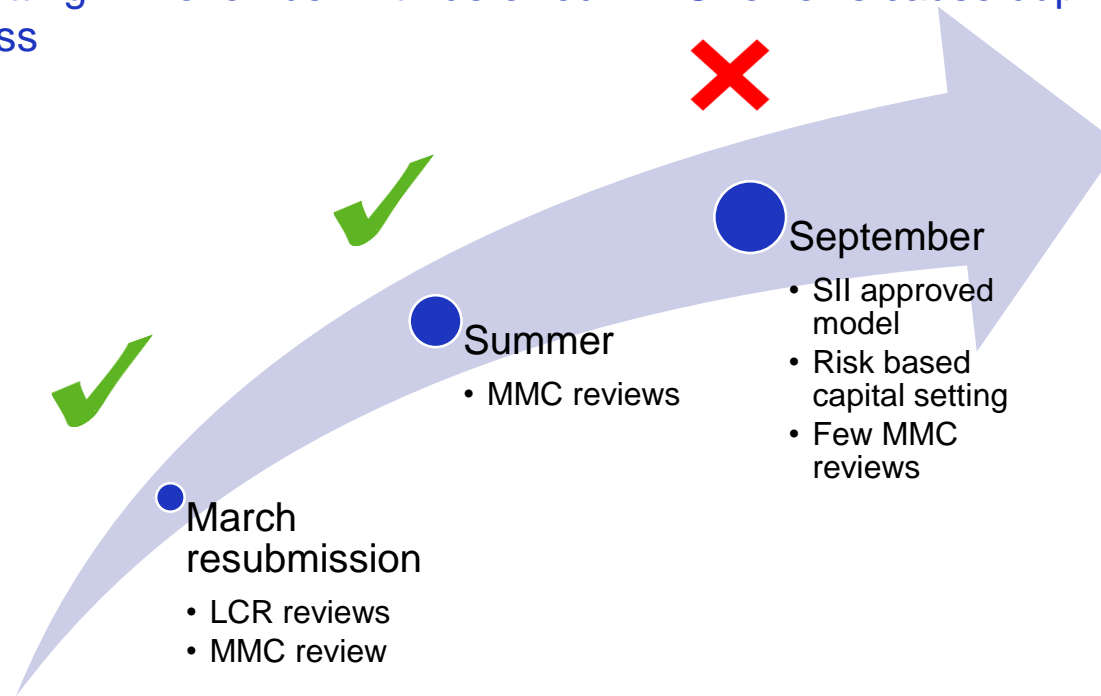 September
• SII approved
model
• Risk based
capital setting
• Few MMC
reviews
Summer
• MMC reviews
March
resubmission
• LCR reviews
• MMC review